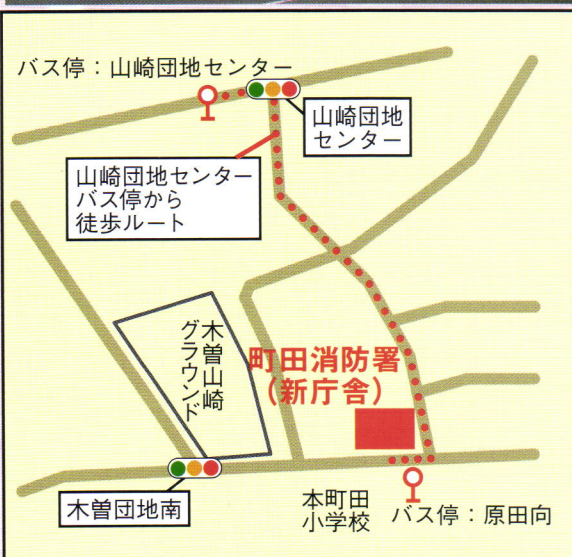 バス停：山崎団地センター
山崎団地
センター
山崎団地センター
バス停から
徒歩ルート
木曽山崎
グラウンド
町田消防署
（新庁舎）
木曽団地南
本町田
小学校
バス停：原田向